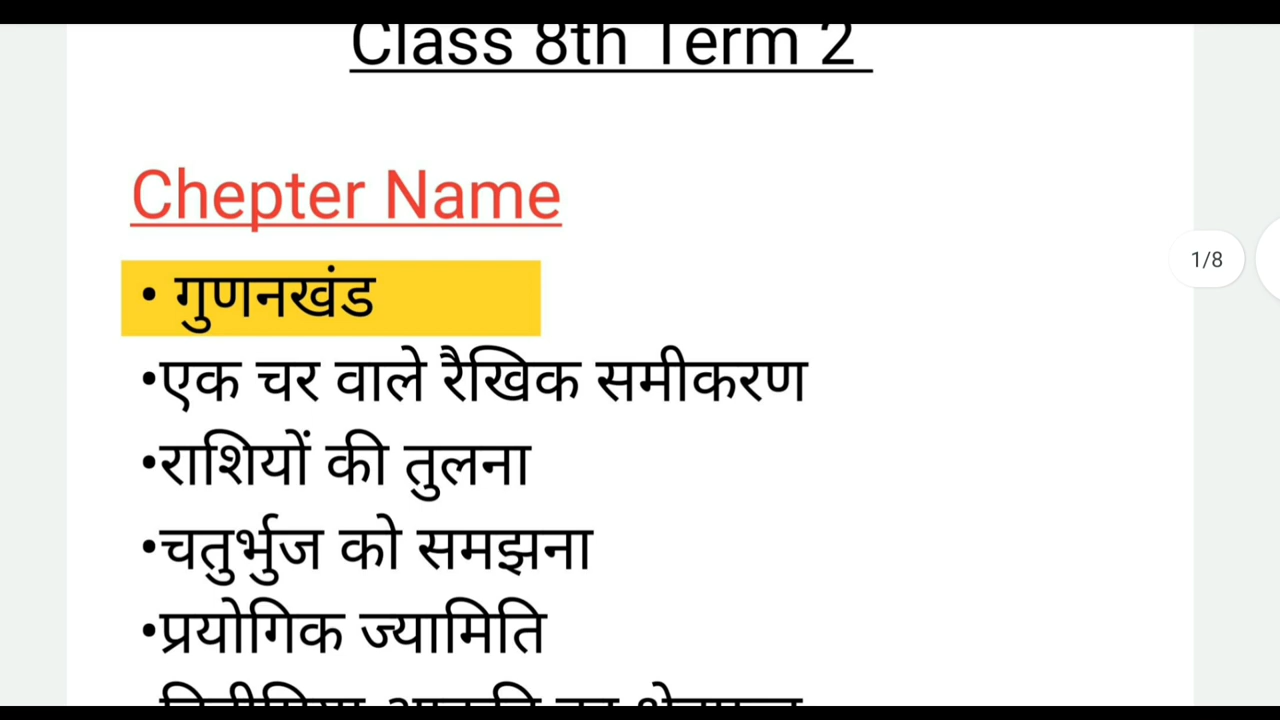 Class 8th Term 2
Chepter Name
• गुणनखंड
•एक चर वाले रैखिक समीकरण
•राशियों की तुलना
•चतुर्भुज को समझना
•प्रयोगिक ज्यामिति
1/8